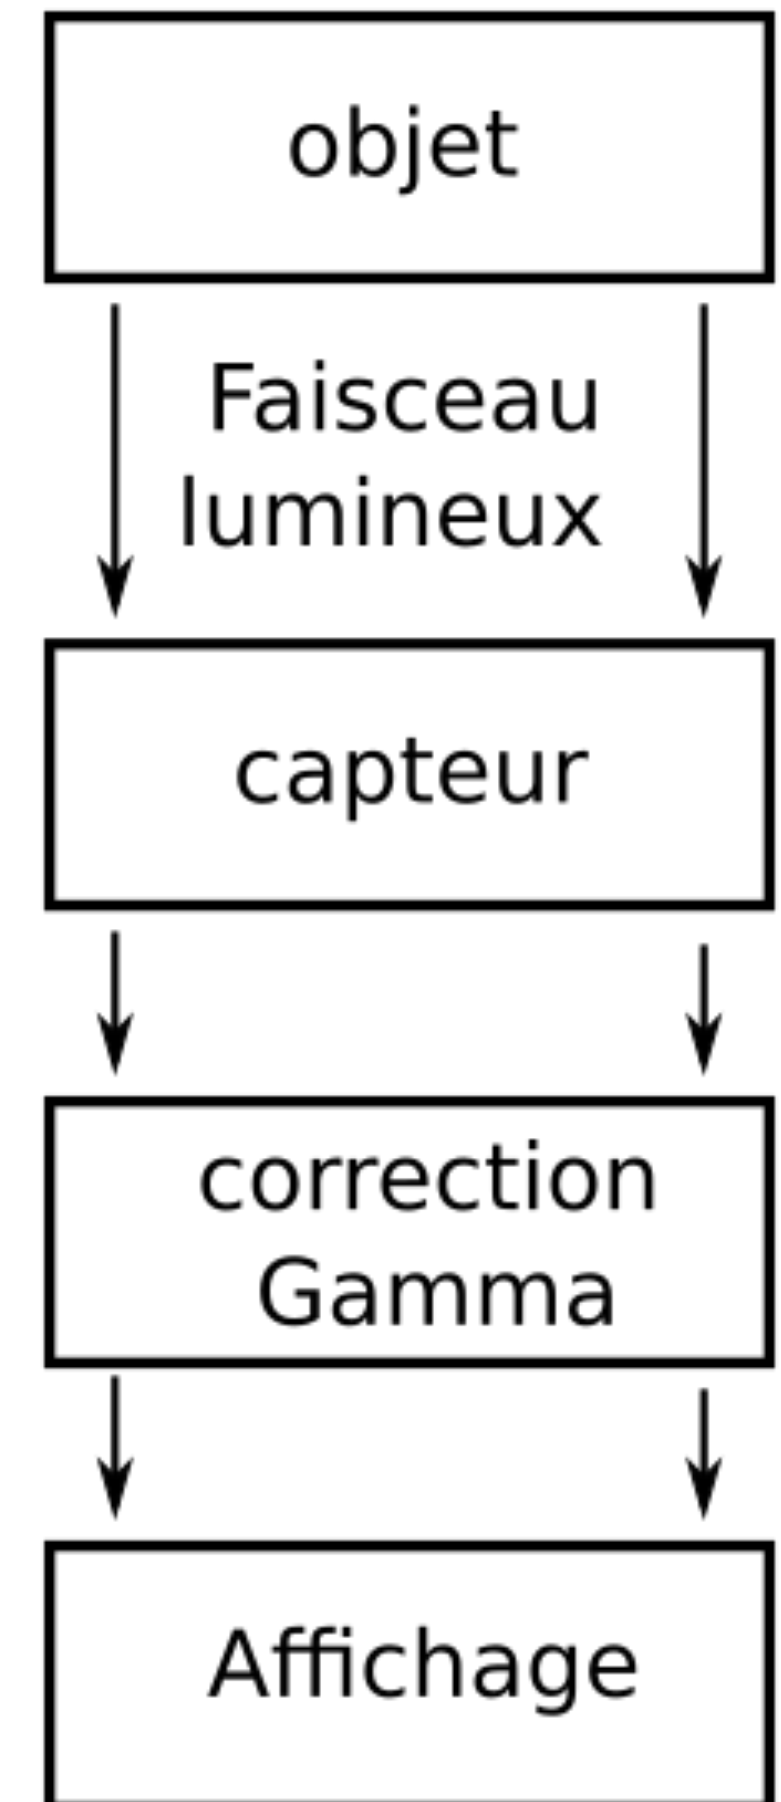 objet
Faisceau
lumineux
capteur
correction
Gamma
Affichage